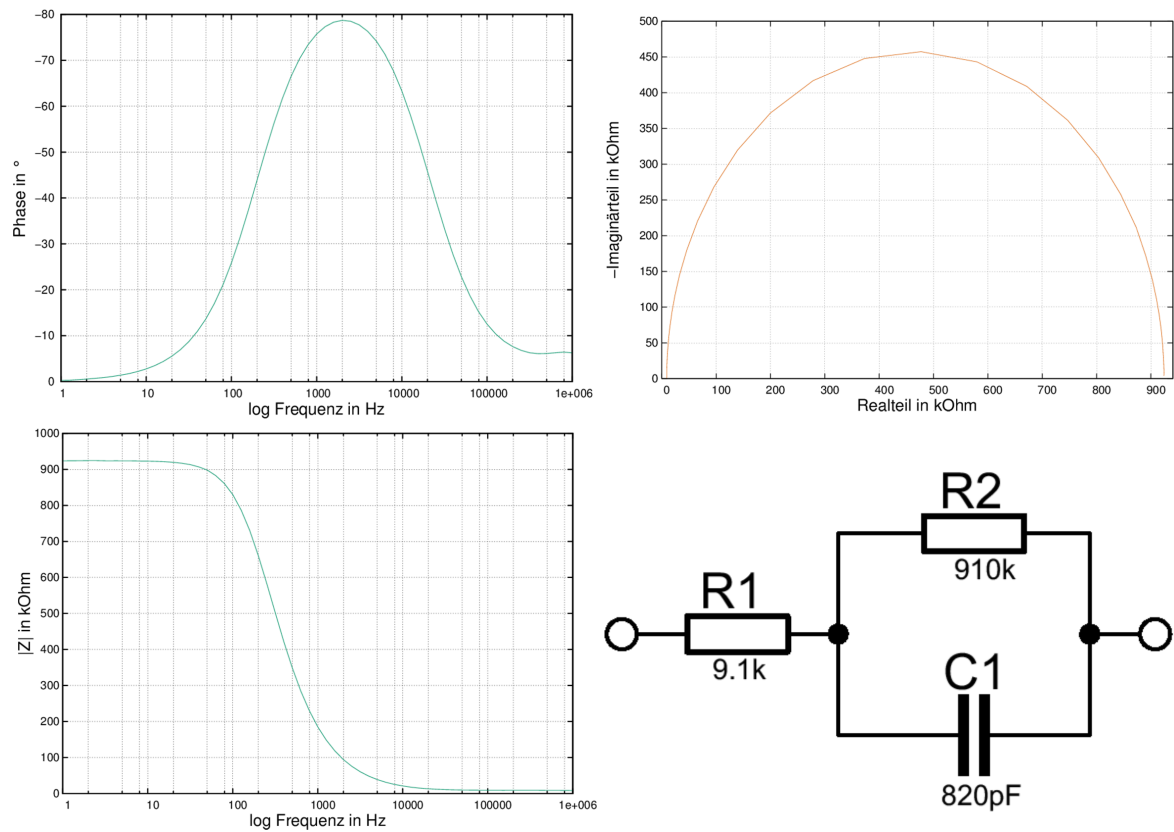 −80
−70
−60
−50
−40
−30
−20
−10
0
Phase in °
1 10 100 1000 10000 100000 1e+006
log Frequenz in Hz
500
450
400
350
300
250
200
150
100
50
0
−Imaginärteil in kOhm
0 100 200 300 400 500 600 700 800 900
Realteil in kOhm
1000
900
800
700
600
500
400
300
200
100
0
|Z| in kOhm
1 10 100 1000 10000 100000 1e+006
log Frequenz in Hz
R2
910k
R1
9.1k
C1
820pF